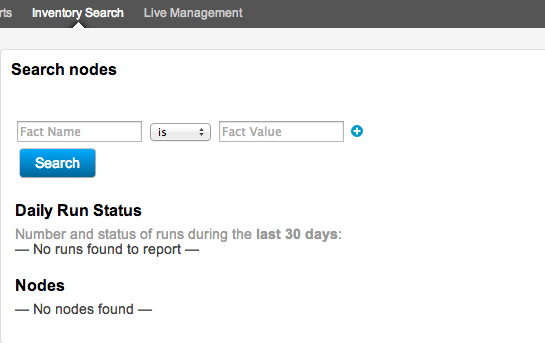 rts Inventory Search Live Management
Search nodes
Fact Name is Fact Value
Search
Daily Run Status
Number and status of runs during the last 30 days:
— No runs found to report —
Nodes
— No nodes found —